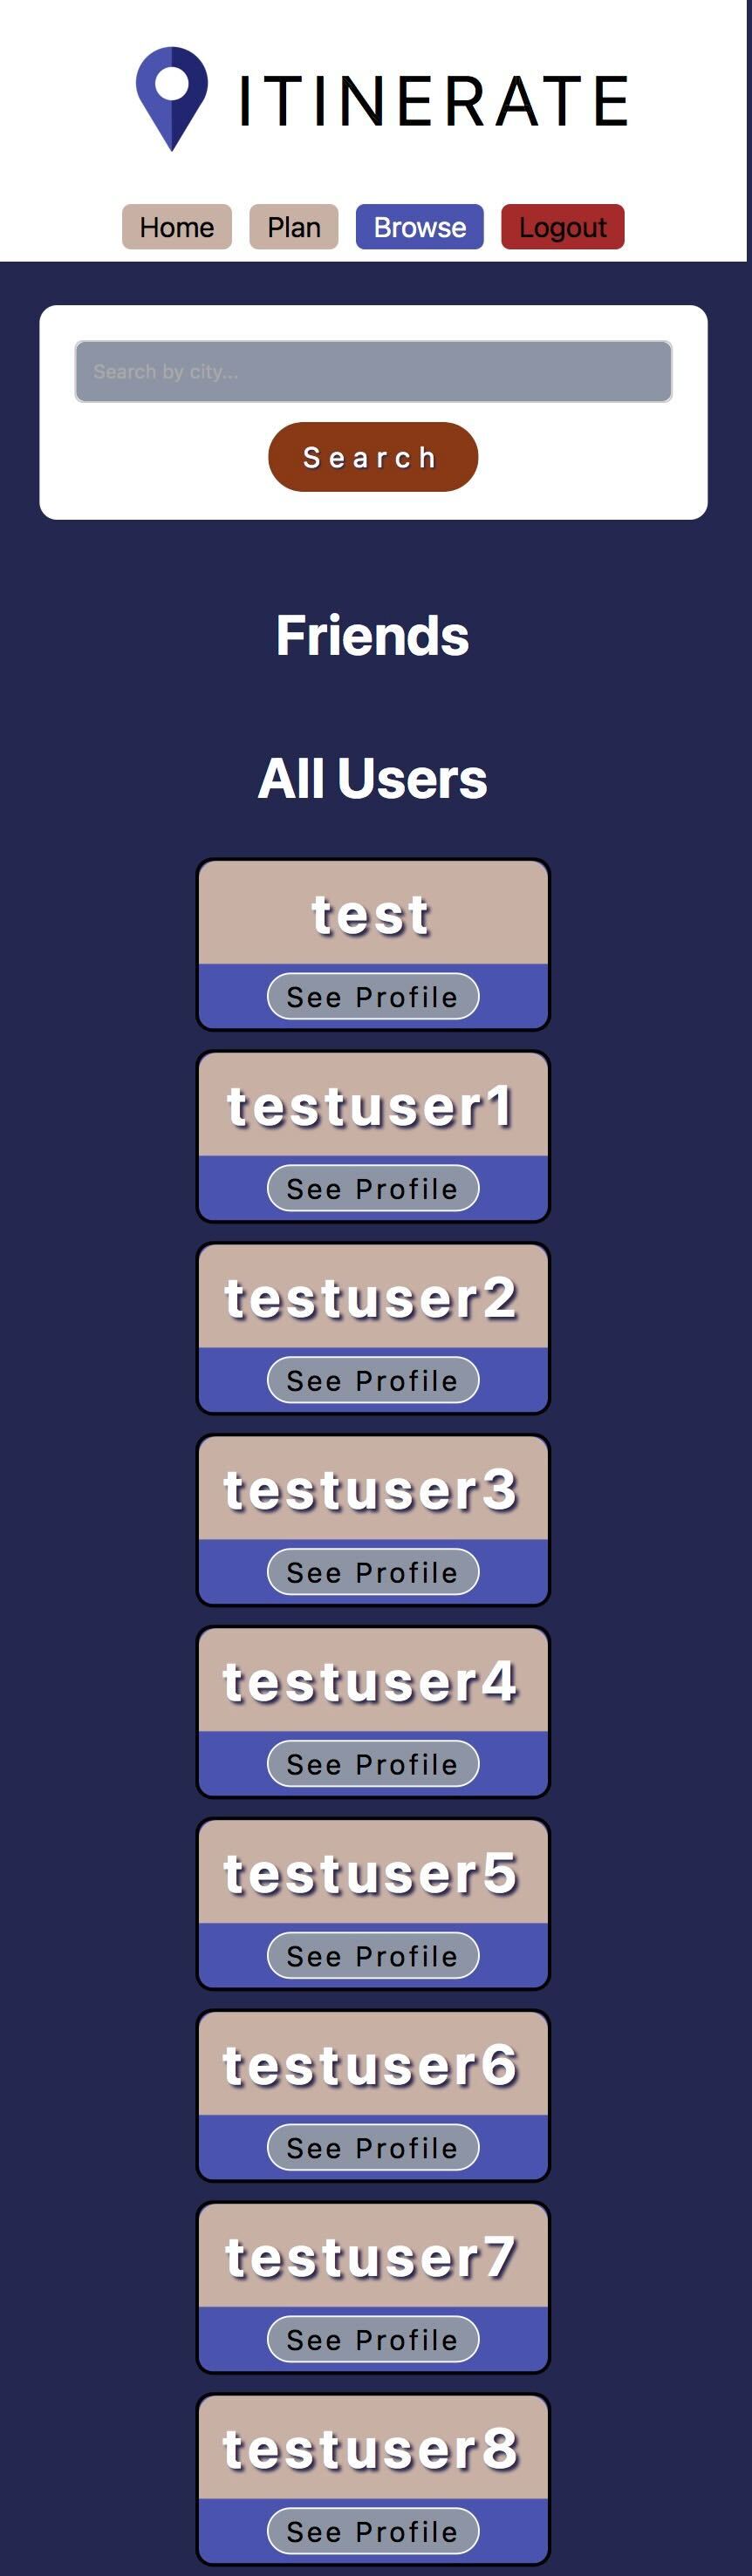 ITINERATE
Home Plan Browse Logout
Search by city...
Search
Friends
All Users
test
See Profile
testuser1
See Profile
testuser2
See Profile
testuser3
See Profile
testuser4
See Profile
testuser5
See Profile
testuser6
See Profile
testuser7
See Profile
testuser8
See Profile